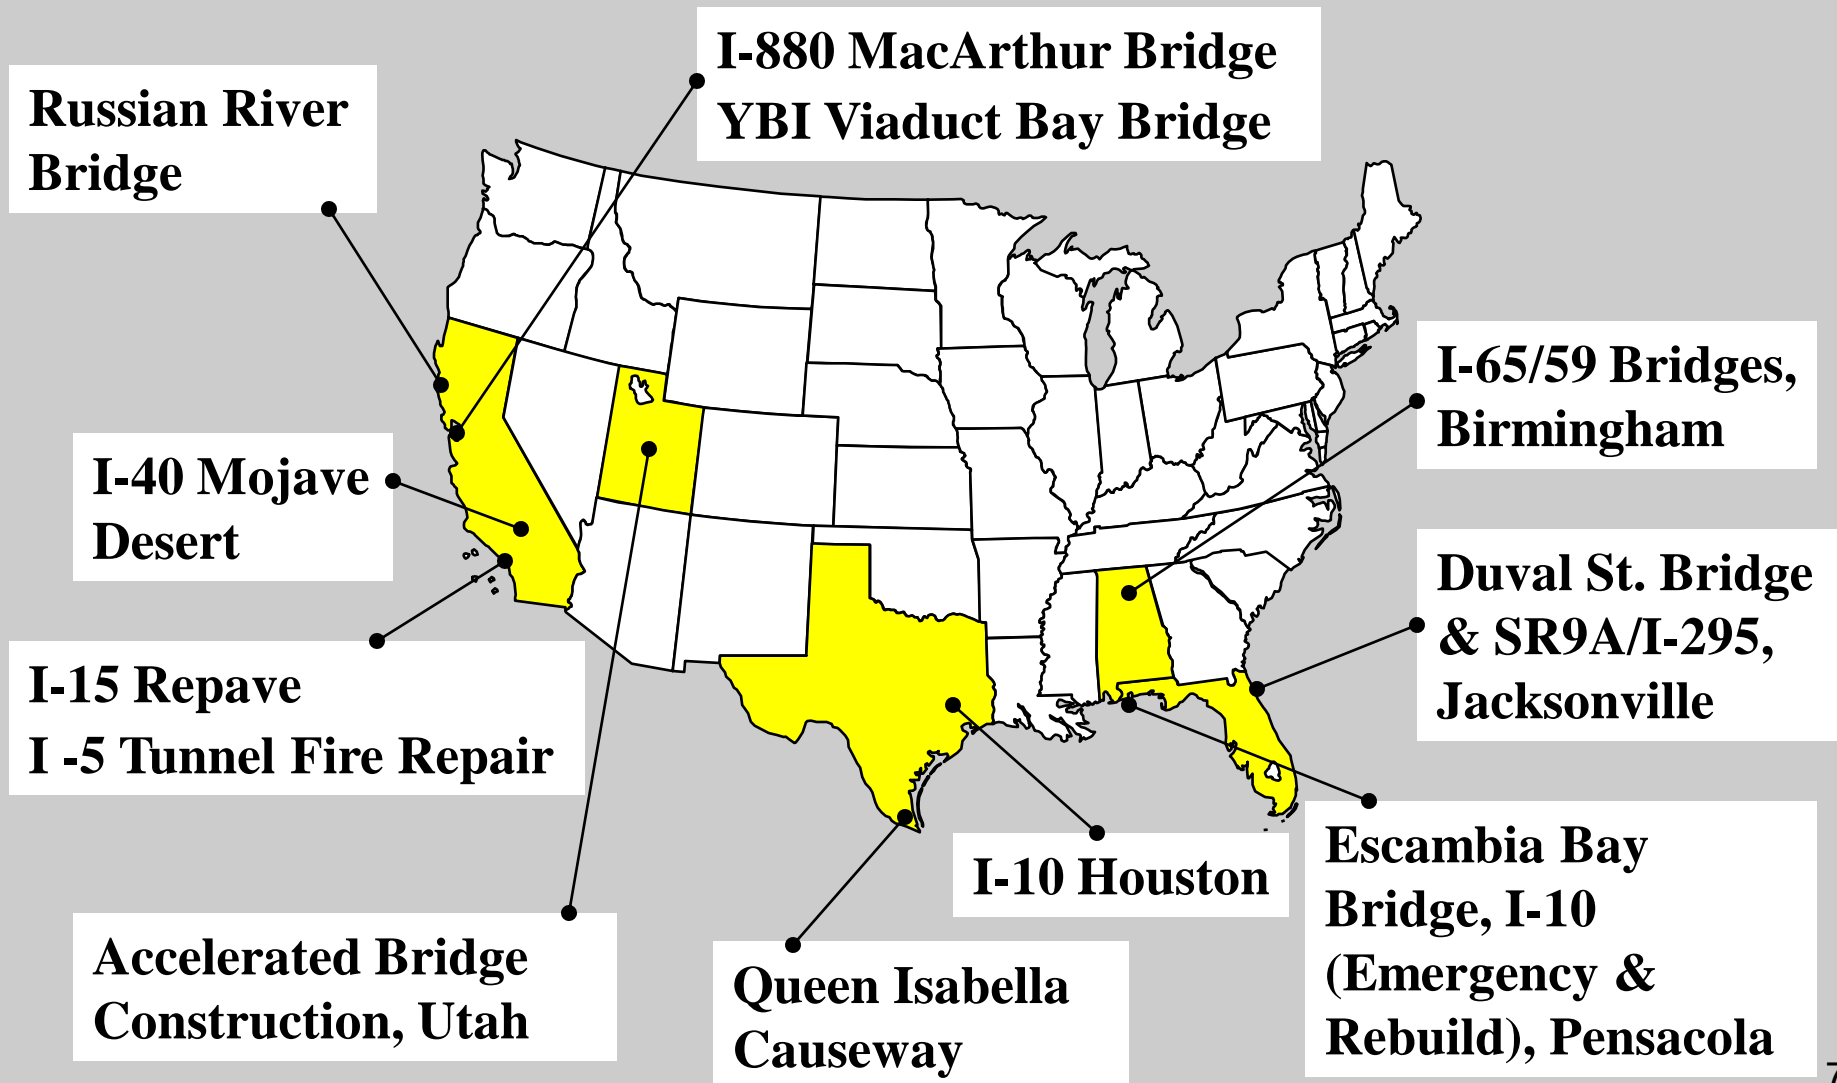 I-880 MacArthur Bridge
YBI Viaduct Bay Bridge
Russian River
Bridge
I-65/59 Bridges,
Birmingham
I-40 Mojave
Desert
Duval St. Bridge
& SR9A/I-295,
Jacksonville
I-15 Repave
I -5 Tunnel Fire Repair
I-10 Houston
Escambia Bay
Bridge, I-10
(Emergency &
Rebuild), Pensacola
Accelerated Bridge
Construction, Utah
Queen Isabella
Causeway
7